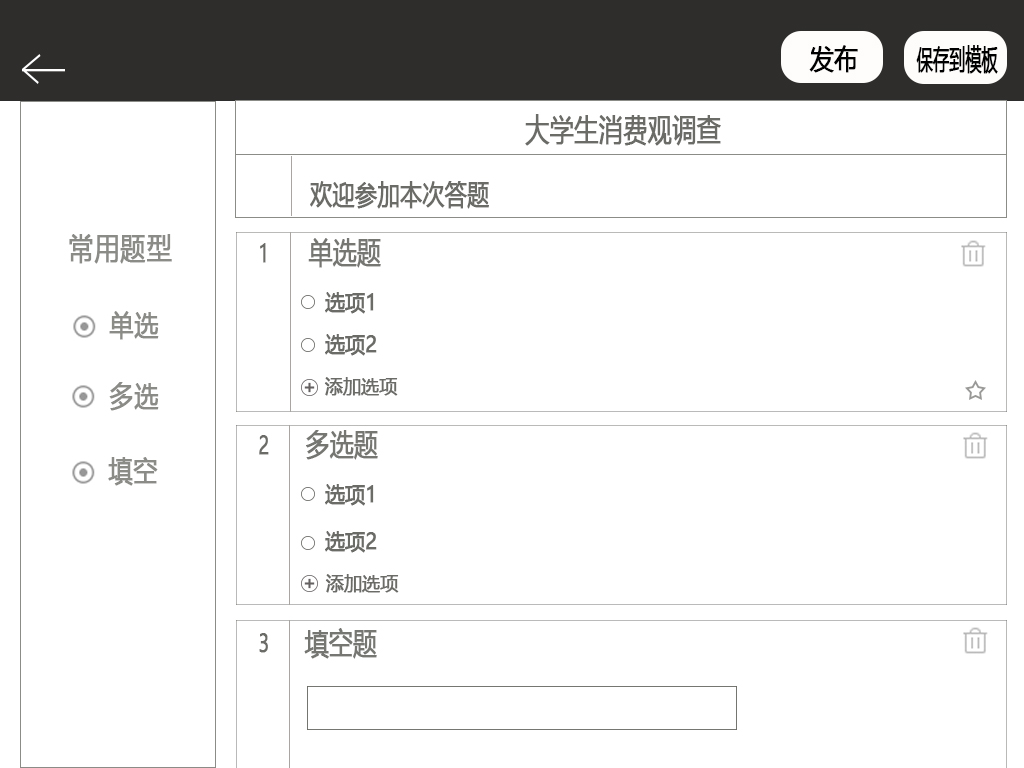 发布
保存到模板
大学生消费观调查
欢迎参加本次答题
常用题型
单选
多选
填空
1
单选题
选项1
选项2
添加选项
2
多选题
选项1
选项2
添加选项
3
填空题